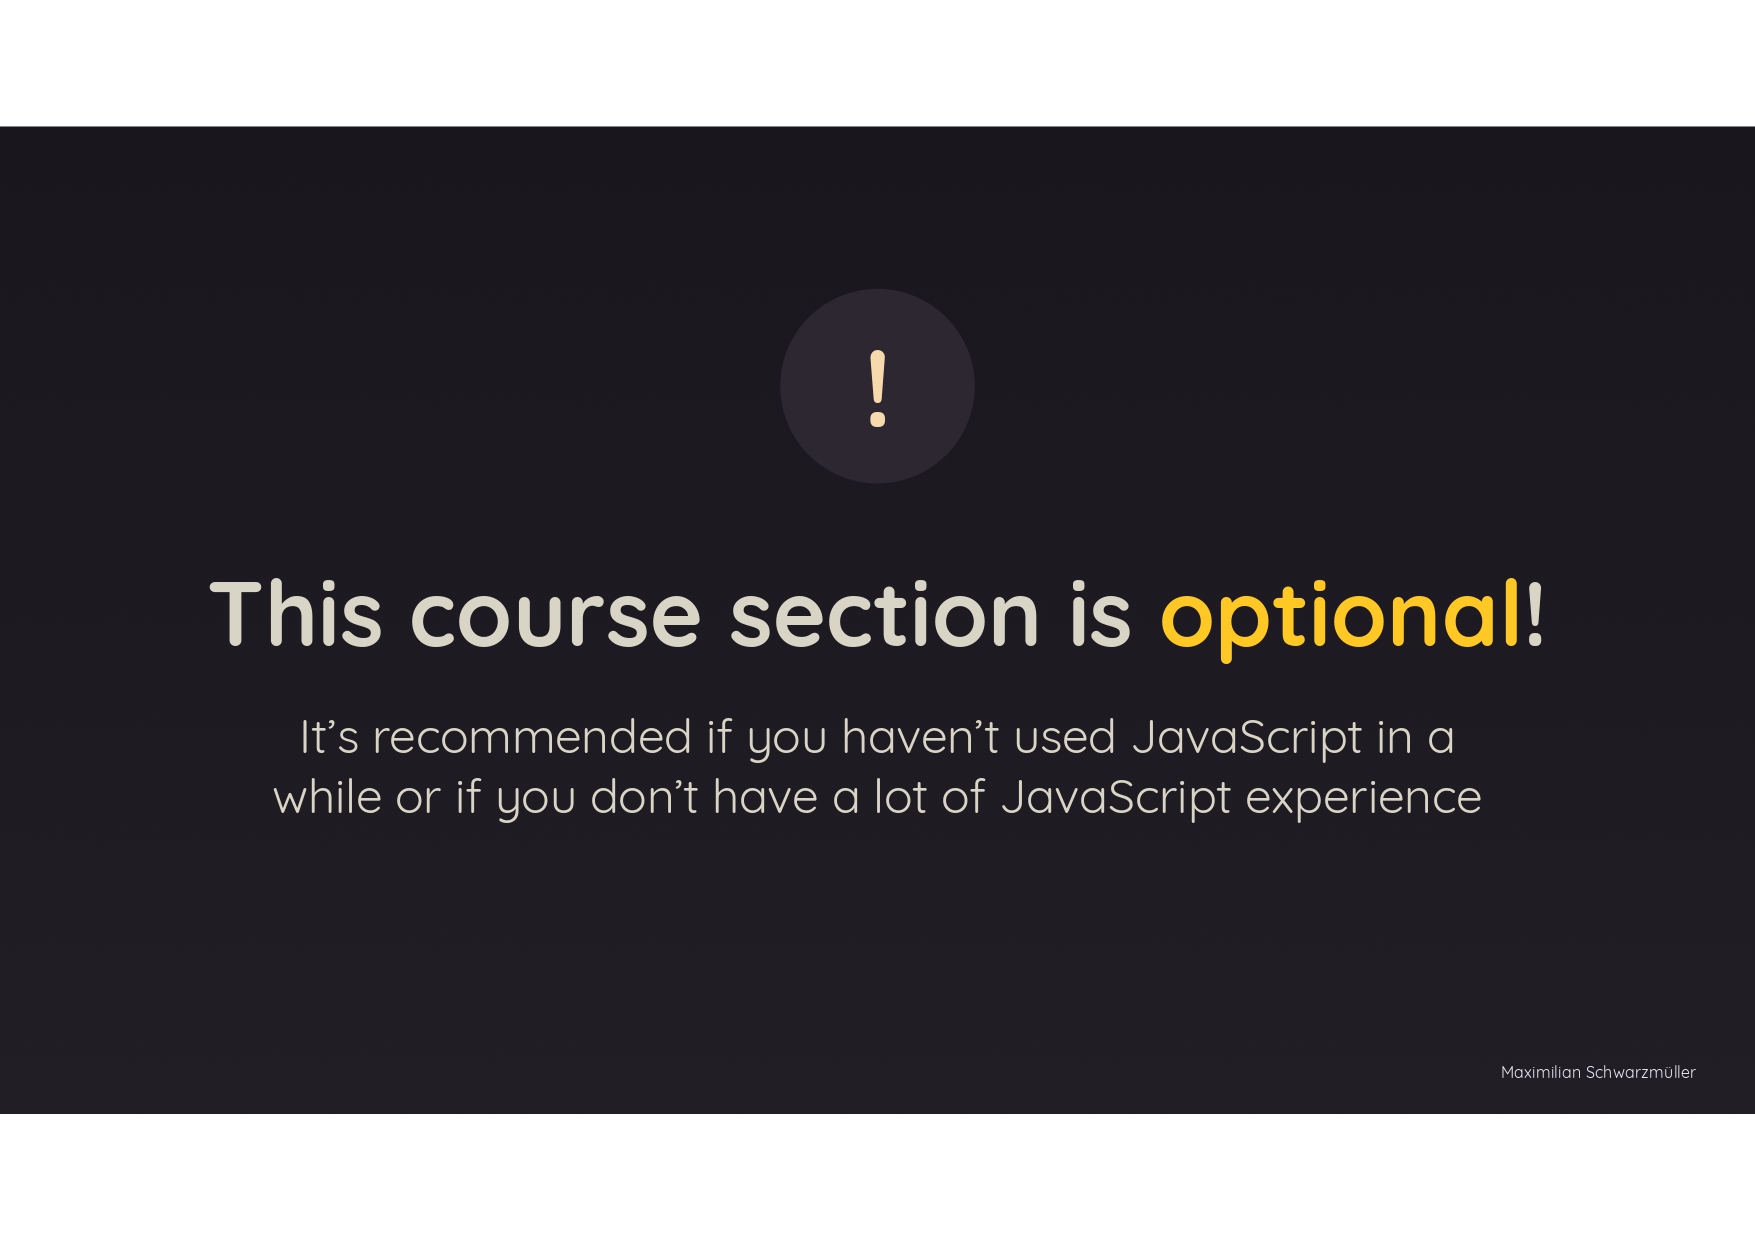 !
This course section is optional!
It’s recommended if you haven’t used JavaScript in a
while or if you don’t have a lot of JavaScript experience
Maximilian Schwarzmüller